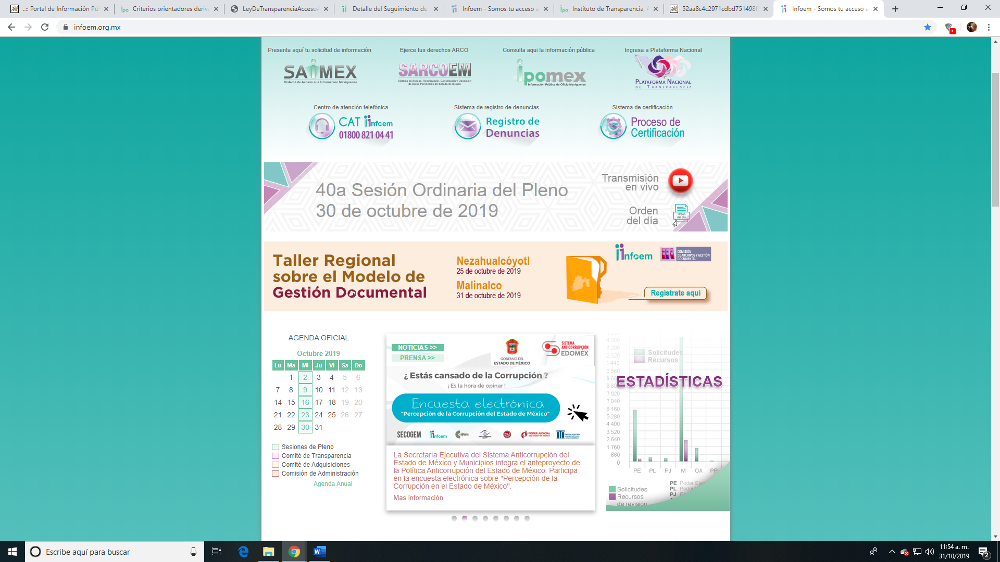 ..:: Portal de Información Pú
Criterios orientadores deriva
LeyDeTransparenciaAccesoA
Detalle del Seguimiento de
Infoem - Somos tu acceso a
Instituto de Transparencia, A
52aa8c4c2971cdbd751498f
Infoem - Somos tu acceso a
infoem.org.mx
Presenta aquí tu solicitud de información
Ejerce tus derechos ARCO
Consulta aqui la información pública
Ingresa a Plataforma Nacional
SAIMEX
Sistema de Acceso a la Información Mexiquense
SARCOEM
Sistema de Acceso, Rectificación, Cancelación y Oposición
de Datos Personales del Estado de México
ipomex
Información Pública de Oficio Mexiquense
PLATAFORMA NACIONAL
DE TRANSPARENCIA
Centro de atención telefónica
Sistema de registro de denuncias
Sistema de certificación
CAT infoem
01800 821 04 41
Registro de
Denuncias
Proceso de
Certificación
40a Sesión Ordinaria del Pleno
30 de octubre de 2019
Transmisión
en vivo
Orden
del día
Orden
del día
Taller Regional
sobre el Modelo de
Gestión Documental
Nezahualcóyotl
25 de octubre de 2019
Malinalco
31 de octubre de 2019
infoem
COMISIÓN
DE ARCHIVOS Y GESTIÓN
DOCUMENTAL
Regístrate aquí
AGENDA OFICIAL
Octubre 2019
Lu Ma Mi Ju Vi Sa Do
1 2 3 4 5 6
7 8 9 10 11 12 13
14 15 16 17 18 19 20
21 22 23 24 25 26 27
28 29 30 31
Sesiones de Pleno
Comité de Transparencia
Comité de Adquisiciones
Comisión de Administración
Agenda Anual
NOTICIAS >>
PRENSA >>
GOBIERNO DEL
ESTADO DE MÉXICO
SISTEMA
ANTICORRUPCIÓN
EDOMÉX
¿ Estás cansado de la Corrupción ?
¡ Es la hora de opinar !
Encuesta electrónica
"Percepción de la Corrupción del Estado de México"
SECOGEM
infoem
PODER JUDICIAL
La Secretaría Ejecutiva del Sistema Anticorrupción del
Estado de México y Municipios integra el anteproyecto de
la Política Anticorrupción del Estado de México. Participa
en la encuesta electrónica sobre "Percepción de la
Corrupción en el Estado de México".
Mas información
Solicitudes
Recursos
ESTADÍSTICAS
4 080
3 200
2 320
1 440
0 560
9 680
8 800
7 920
7 040
6 160
5 280
4 400
3 520
2 640
1 760
880
0
PE PL PJ M ÓA PP
Solicitudes
Recursos
de revisión
PE Poder Ejec
PL Poder
PJ
Escribe aquí para buscar
11:54 a. m.
31/10/2019
2